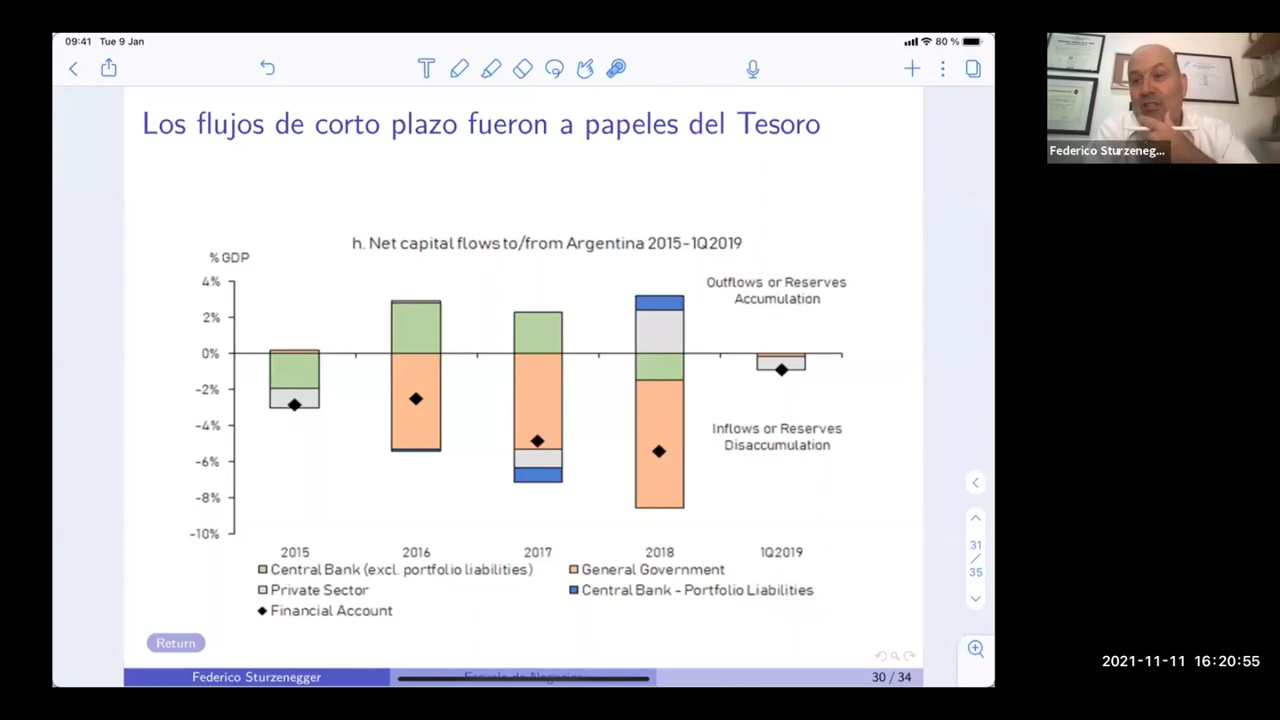 09:41 Tue 9 Jan
80 %
Los flujos de corto plazo fueron a papeles del Tesoro
h. Net capital flows to/from Argentina 2015-1Q2019
% GDP
4%
2%
0%
-2%
-4%
-6%
-8%
-10%
Outflows or Reserves
Accumulation
Inflows or Reserves
Disaccumulation
2015 2016 2017 2018 1Q2019
Central Bank (excl. portfolio liabilities) General Government
Private Sector Central Bank - Portfolio Liabilities
Financial Account
Return
Federico Sturzenegger
30 / 34
31
/
35
Federico Sturzeneg...
2021-11-11 16:20:55